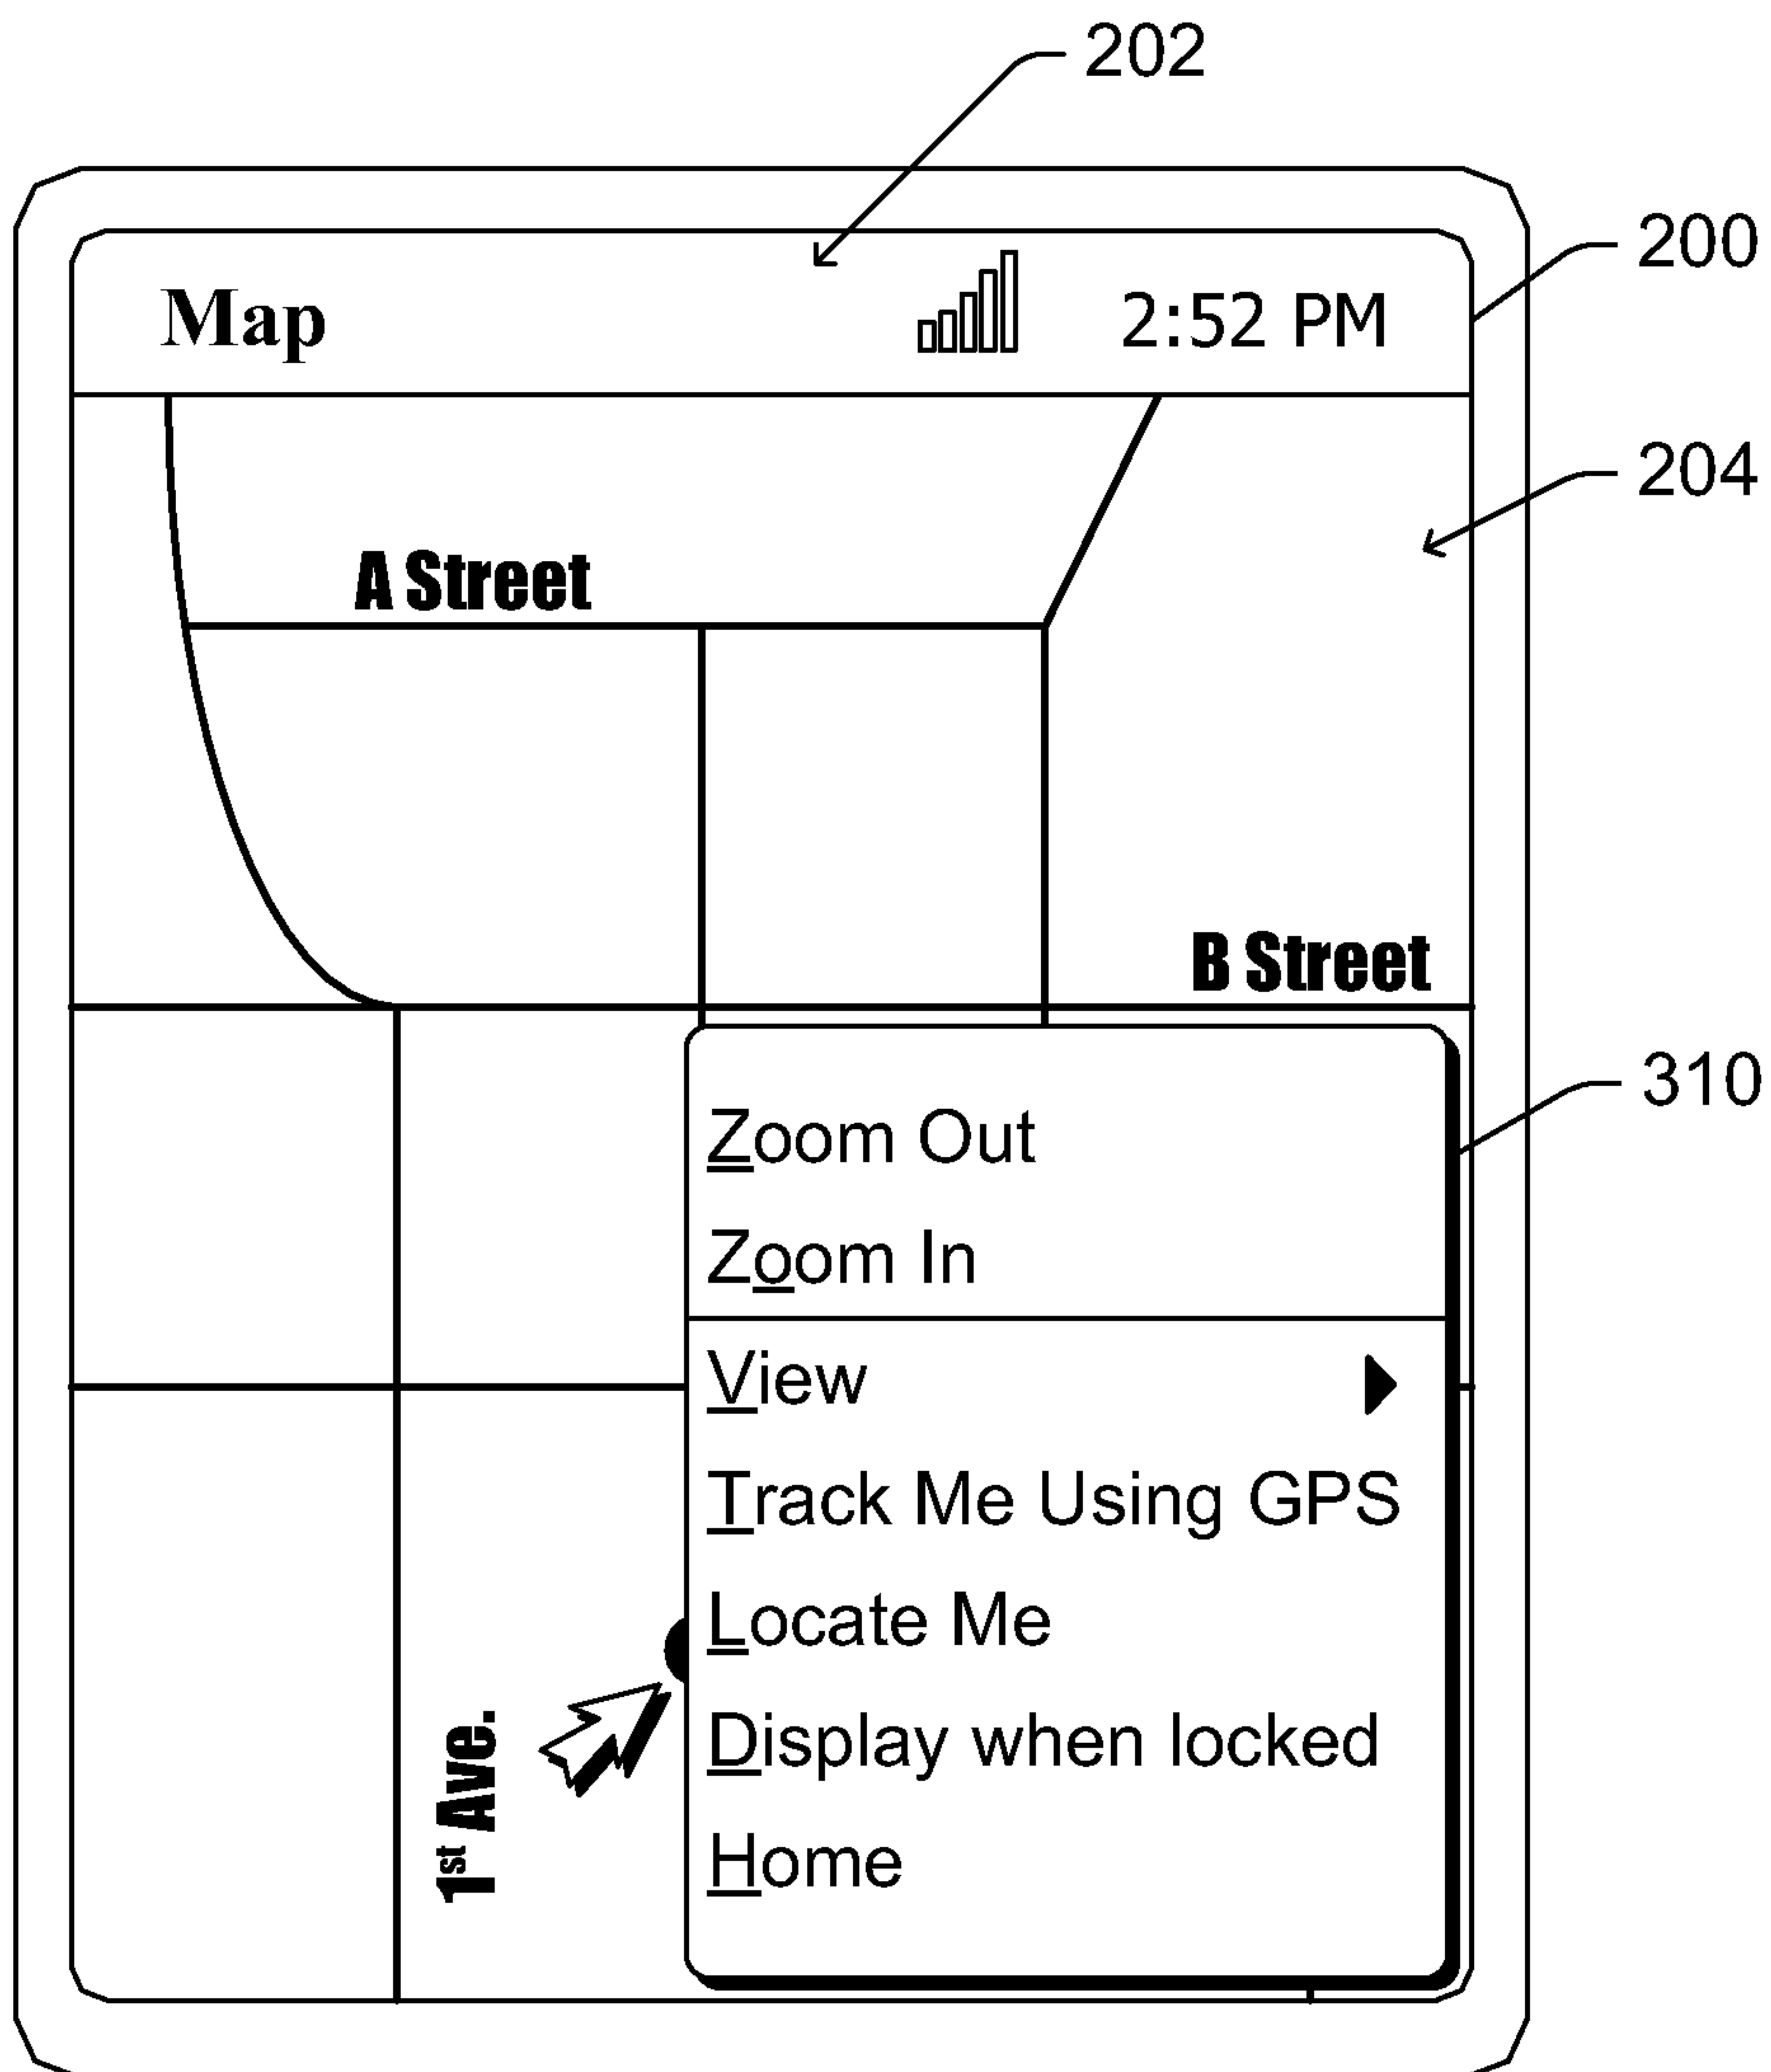 202
200
Map 2:52 PM
204
A Street
B Street
310
Zoom Out
Zoom In
View
Track Me Using GPS
Locate Me
Display when locked
Home
1st Ave.